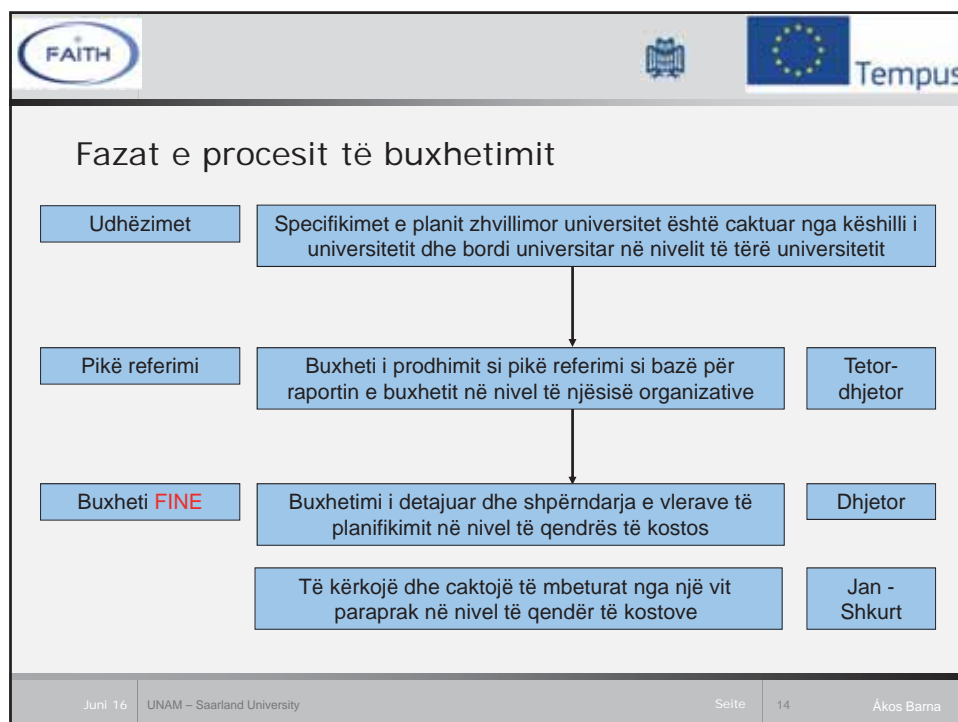 FAITH
Tempus
Fazat e procesit të buxhetimit
Udhëzimet
Specifikimet e planit zhvillimor universitet është caktuar nga këshilli i
universitetit dhe bordi universitar në nivelit të tërë universitetit
Pikë referimi
Buxheti i prodhimit si pikë referimi si bazë për
raportin e buxhetit në nivel të njësisë organizative
Tetor-
dhjetor
Buxheti FINE
Buxhetimi i detajuar dhe shpërndarja e vlerave të
planifikimit në nivel të qendrës të kostos
Dhjetor
Të kërkojë dhe caktojë të mbeturat nga një vit
paraprak në nivel të qendër të kostove
Jan -
Shkurt
Juni 16 UNAM – Saarland University Seite 14 Ákos Barna